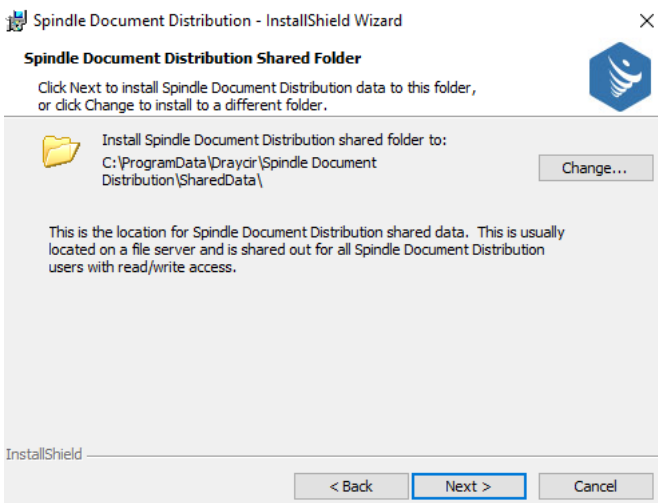 Spindle Document Distribution - InstallShield Wizard
Spindle Document Distribution Shared Folder
Click Next to install Spindle Document Distribution data to this folder,
or click Change to install to a different folder.
Install Spindle Document Distribution shared folder to:
C:\ProgramData\Draycir\Spindle Document
Distribution\SharedData\
Change...
This is the location for Spindle Document Distribution shared data.  This is usually
located on a file server and is shared out for all Spindle Document Distribution
users with read/write access.
InstallShield
< Back
Next >
Cancel